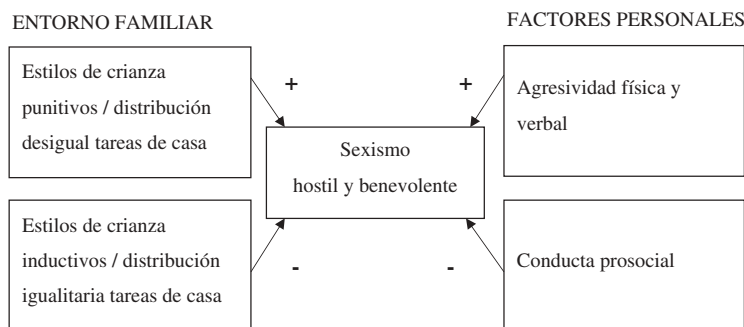 ENTORNO FAMILIAR
FACTORES PERSONALES
Estilos de crianza
punitivos / distribución
desigual tareas de casa
+
+
Agresividad física y
verbal
Sexismo
hostil y benevolente
Estilos de crianza
inductivos / distribución
igualitaria tareas de casa
-
-
Conducta prosocial